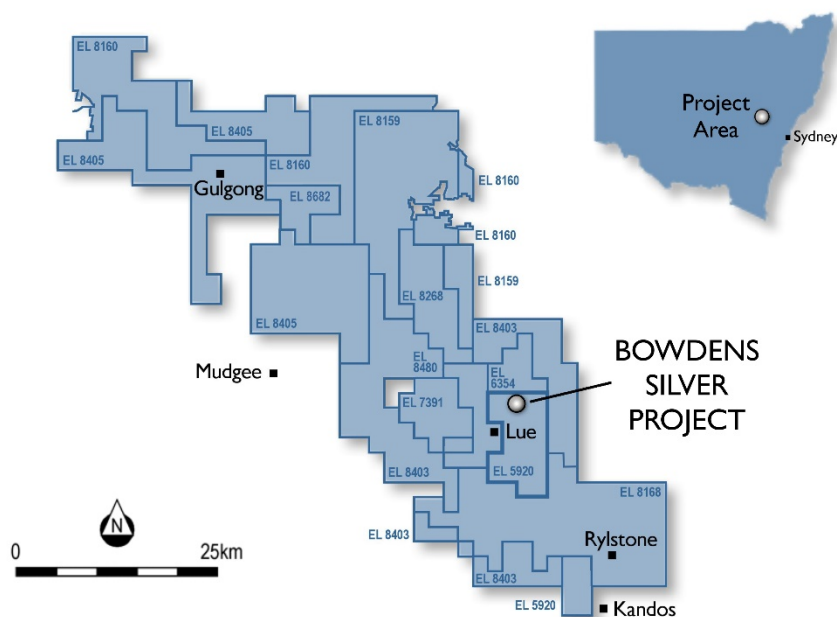 EL 8160
EL 8159
EL 8405
EL 8405
EL 8160
Gulgong
EL 8682
EL 8160
EL 8160
EL 8159
EL 8268
EL 8405
EL 8403
Mudgee
EL
8480
EL
6354
EL 7391
Lue
BOWDENS
SILVER
PROJECT
EL 8403
EL 5920
EL 8168
EL 8403
Rylstone
EL 8403
EL 5920
Kandos
Project
Area
Sydney
N
0
25km